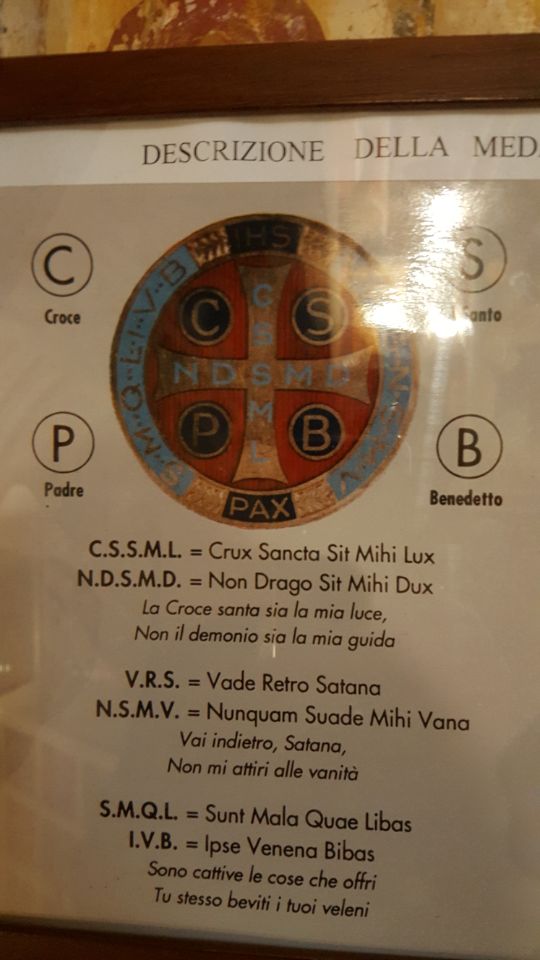 DESCRIZIONE DELLA
C
Croce
S
P
Padre
B
Benedetto
IHS
C S
C
S
N D S M D
M
L
P B
PAX
S · M · Q · L · I · V · B
C.S.S.M.L. = Crux Sancta Sit Mihi Lux
N.D.S.M.D. = Non Drago Sit Mihi Dux
La Croce santa sia la mia luce,
Non il demonio sia la mia guida
V.R.S. = Vade Retro Satana
N.S.M.V. = Nunquam Suade Mihi Vana
Vai indietro, Satana,
Non mi attiri alle vanità
S.M.Q.L. = Sunt Mala Quae Libas
I.V.B. = Ipse Venena Bibas
Sono cattive le cose che offri
Tu stesso beviti i tuoi veleni